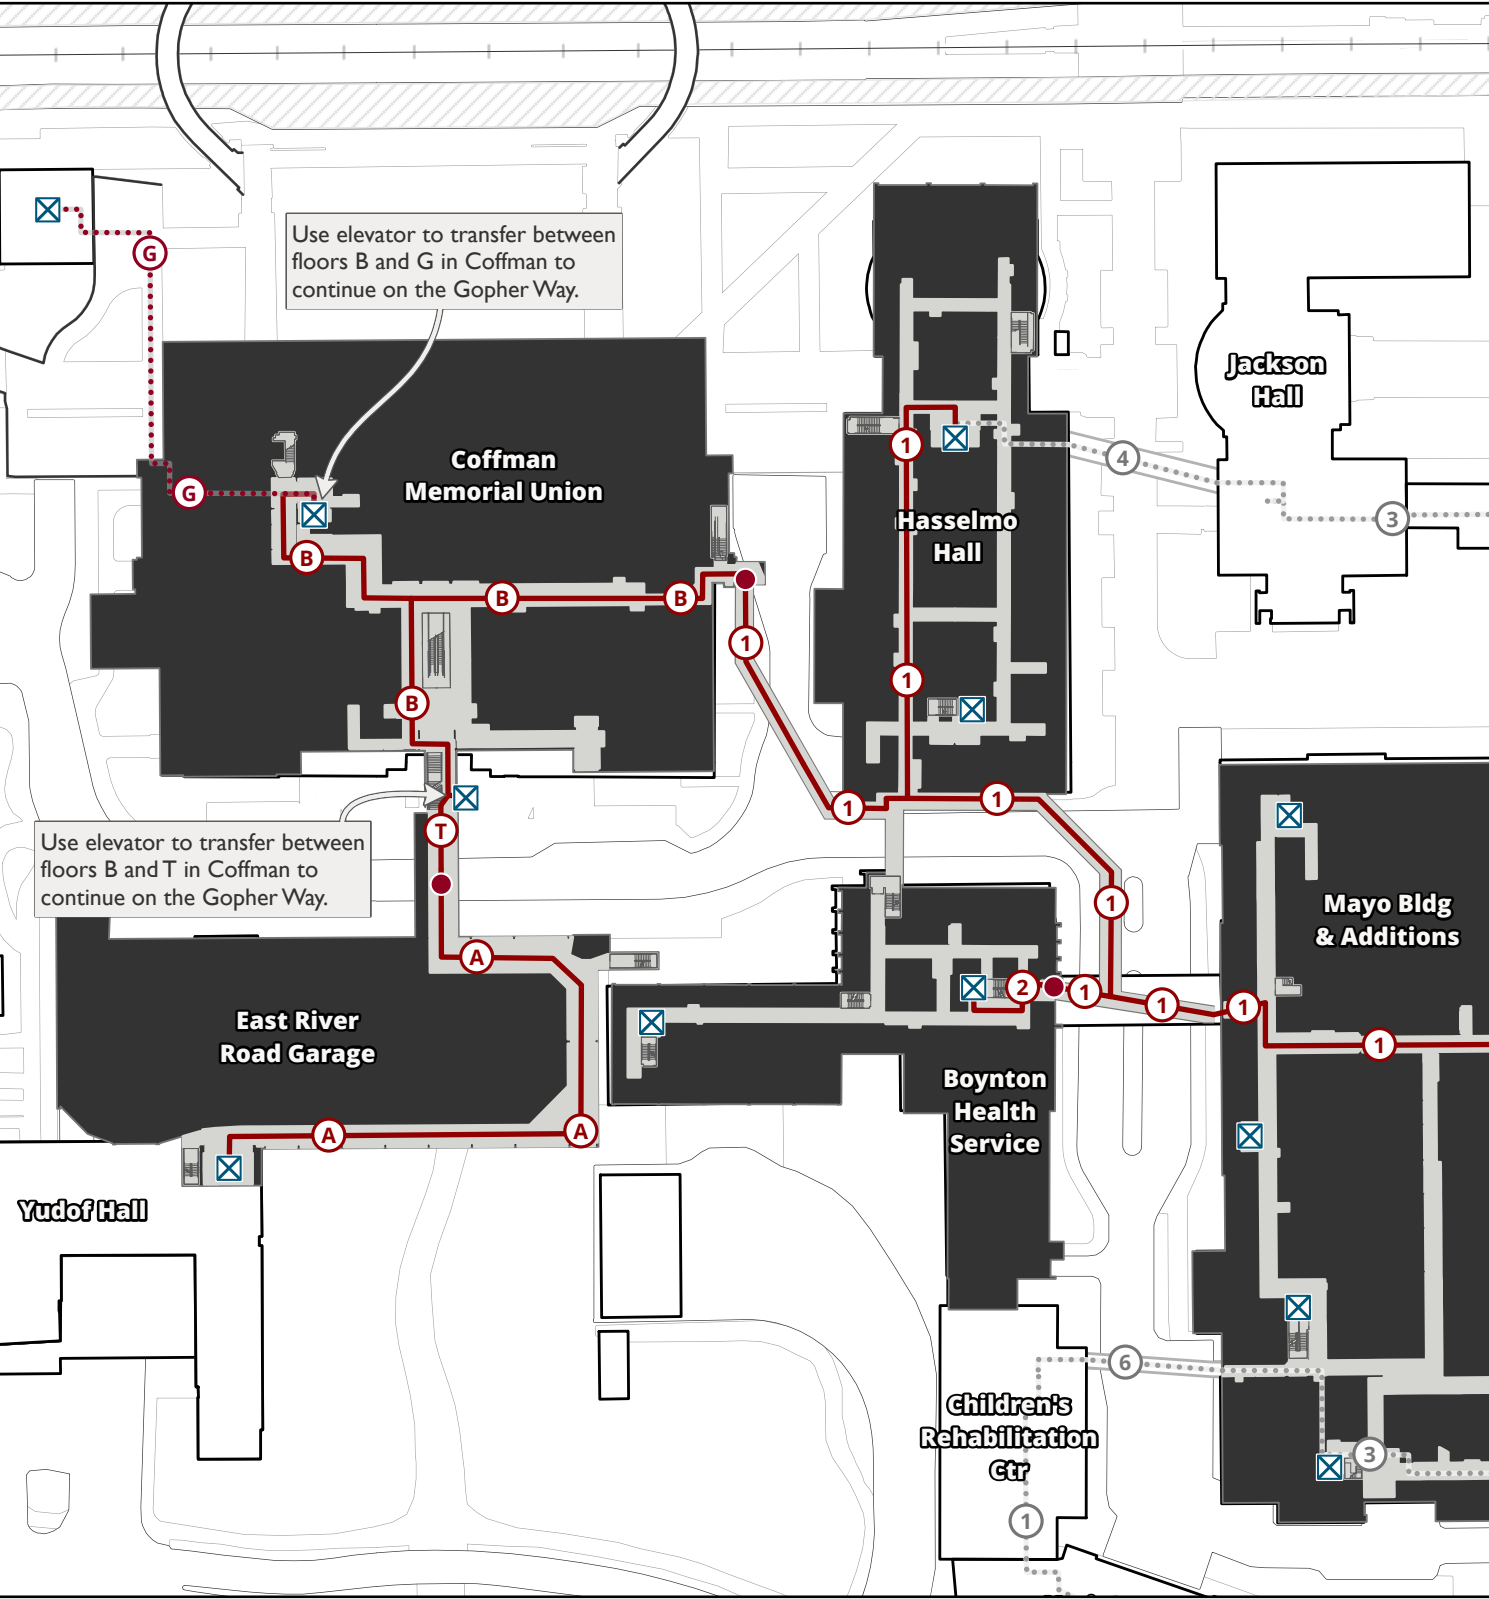 G
Use elevator to transfer between
floors B and G in Coffman to
continue on the Gopher Way.
Jackson
Hall
Coffman
Memorial Union
1
4
G
3
Hasselmo
Hall
B
B
B
1
1
B
1
1
T
Use elevator to transfer between
floors B and T in Coffman to
continue on the Gopher Way.
1
Mayo Bldg
& Additions
A
2
1
1
1
East River
Road Garage
1
Boynton
Health
Service
A
A
Yudof Hall
6
Children's
Rehabilitation
Ctr
3
1